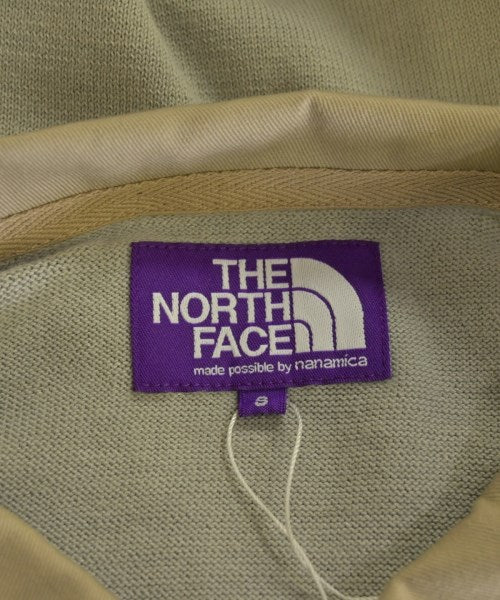 THE
NORTH
FACE
made possible by nanamica
S